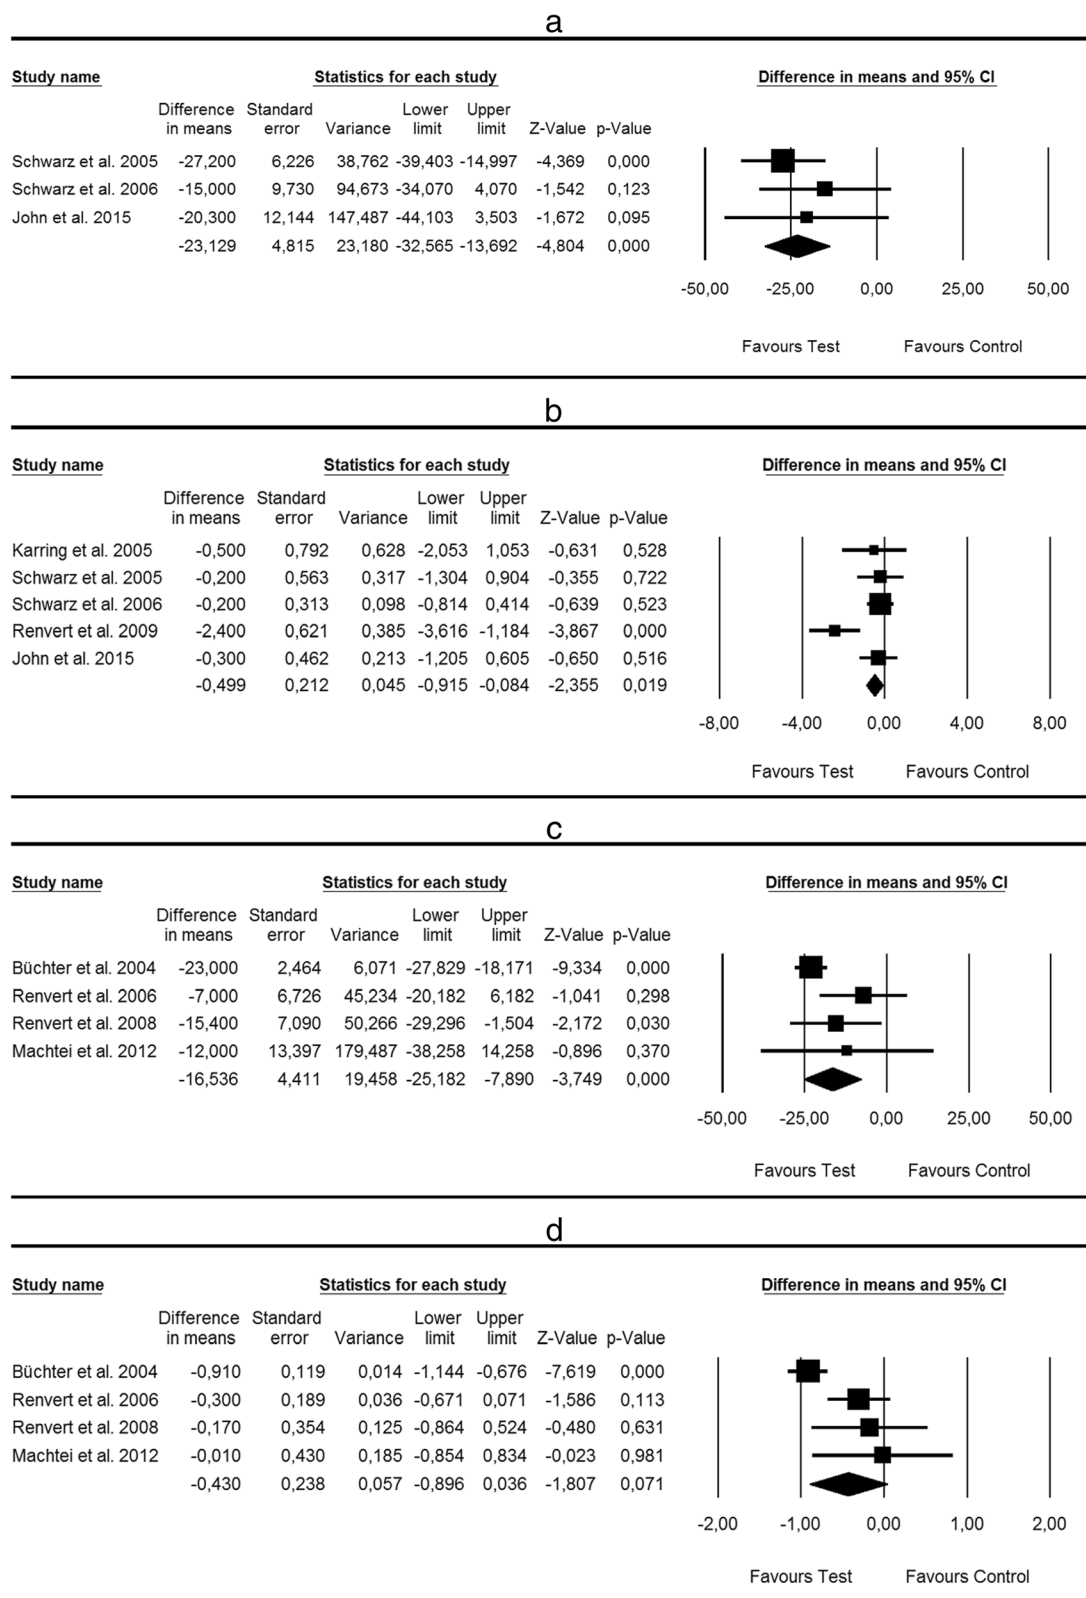 a
Study name Statistics for each study Difference in means and 95% CI
Difference Standard Lower Upper
in means error Variance limit limit Z-Value p-Value
Schwarz et al. 2005 -27,200 6,226 38,762 -39,403 -14,997 -4,369 0,000
Schwarz et al. 2006 -15,000 9,730 94,673 -34,070 4,070 -1,542 0,123
John et al. 2015 -20,300 12,144 147,487 -44,103 3,503 -1,672 0,095
-23,129 4,815 23,180 -32,565 -13,692 -4,804 0,000
-50,00 -25,00 0,00 25,00 50,00
Favours Test Favours Control
b
Study name Statistics for each study Difference in means and 95% CI
Difference Standard Lower Upper
in means error Variance limit limit Z-Value p-Value
Karring et al. 2005 -0,500 0,792 0,628 -2,053 1,053 -0,631 0,528
Schwarz et al. 2005 -0,200 0,563 0,317 -1,304 0,904 -0,355 0,722
Schwarz et al. 2006 -0,200 0,313 0,098 -0,814 0,414 -0,639 0,523
Renvert et al. 2009 -2,400 0,621 0,385 -3,616 -1,184 -3,867 0,000
John et al. 2015 -0,300 0,462 0,213 -1,205 0,605 -0,650 0,516
-0,499 0,212 0,045 -0,915 -0,084 -2,355 0,019
-8,00 -4,00 0,00 4,00 8,00
Favours Test Favours Control
c
Study name Statistics for each study Difference in means and 95% CI
Difference Standard Lower Upper
in means error Variance limit limit Z-Value p-Value
Büchter et al. 2004 -23,000 2,464 6,071 -27,829 -18,171 -9,334 0,000
Renvert et al. 2006 -7,000 6,726 45,234 -20,182 6,182 -1,041 0,298
Renvert et al. 2008 -15,400 7,090 50,266 -29,296 -1,504 -2,172 0,030
Machtei et al. 2012 -12,000 13,397 179,487 -38,258 14,258 -0,896 0,370
-16,536 4,411 19,458 -25,182 -7,890 -3,749 0,000
-50,00 -25,00 0,00 25,00 50,00
Favours Test Favours Control
d
Study name Statistics for each study Difference in means and 95% CI
Difference Standard Lower Upper
in means error Variance limit limit Z-Value p-Value
Büchter et al. 2004 -0,910 0,119 0,014 -1,144 -0,676 -7,619 0,000
Renvert et al. 2006 -0,300 0,189 0,036 -0,671 0,071 -1,586 0,113
Renvert et al. 2008 -0,170 0,354 0,125 -0,864 0,524 -0,480 0,631
Machtei et al. 2012 -0,010 0,430 0,185 -0,854 0,834 -0,023 0,981
-0,430 0,238 0,057 -0,896 0,036 -1,807 0,071
-2,00 -1,00 0,00 1,00 2,00
Favours Test Favours Control